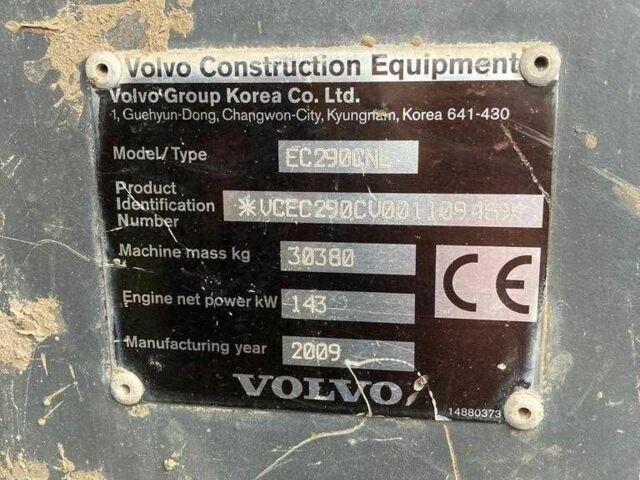 Volvo Construction Equipment
Volvo Group Korea Co. Ltd.
1, Guehyun-Dong, Changwon-City, Kyungnam, Korea 641-430
Model/Type EC290CNL
Product
Identification *VCEC290CV00110945*
Number
Machine mass kg 30380
CE
Engine net power kW 143
Manufacturing year 2009
VOLVO
14880373